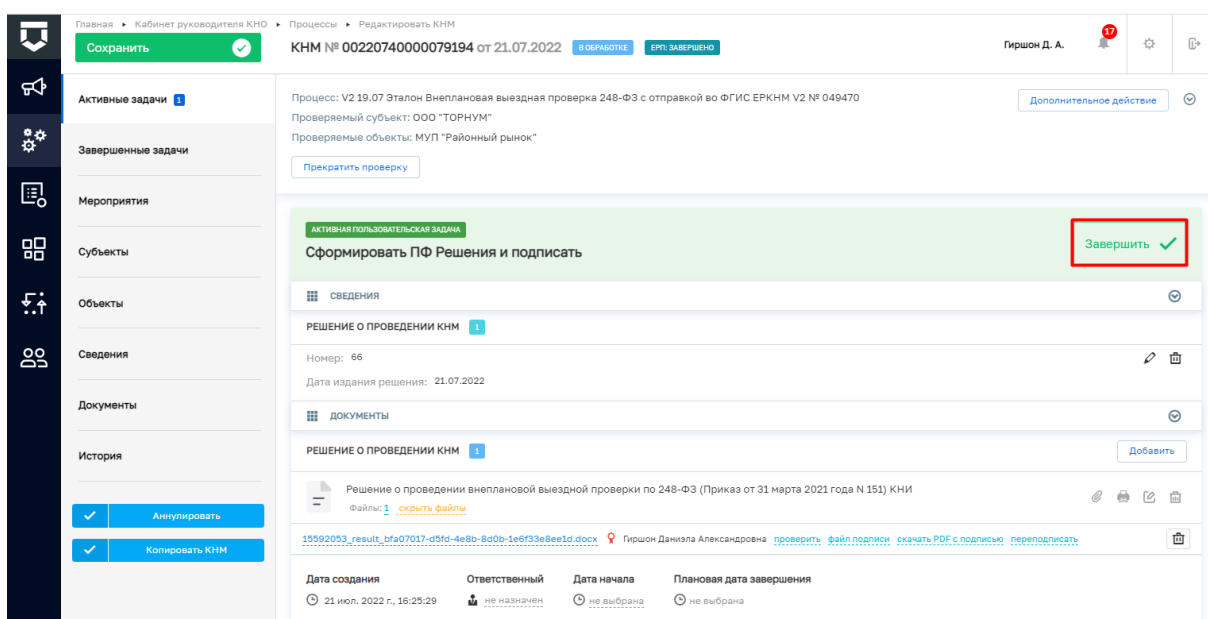 Главная ▸ Кабинет руководителя КНО ▸ Процессы ▸ Редактировать КНМ
Сохранить
КНМ № 00220740000079194 от 21.07.2022 В ОБРАБОТКЕ ЕРП: ЗАВЕРШЕНО
Гиршон Д. А.
17
Активные задачи 1
Завершенные задачи
Мероприятия
Субъекты
Объекты
Сведения
Документы
История
Аннулировать
Копировать КНМ
Процесс: V2 19.07 Эталон Внеплановая выездная проверка 248-ФЗ с отправкой во ФГИС ЕРКНМ V2 № 049470
Дополнительное действие
Проверяемый субъект: ООО "ТОРНУМ"
Проверяемые объекты: МУП "Районный рынок"
Прекратить проверку
АКТИВНАЯ ПОЛЬЗОВАТЕЛЬСКАЯ ЗАДАЧА
Сформировать ПФ Решения и подписать
Завершить
СВЕДЕНИЯ
РЕШЕНИЕ О ПРОВЕДЕНИИ КНМ 1
Номер: 66
Дата издания решения: 21.07.2022
ДОКУМЕНТЫ
РЕШЕНИЕ О ПРОВЕДЕНИИ КНМ 1
Добавить
Решение о проведении внеплановой выездной проверки по 248-ФЗ (Приказ от 31 марта 2021 года N 151) КНИ
Файлы: 1 скрыть файлы
15592053_result_bfa07017-d5fd-4e8b-8d0b-1e6f33e8ee1d.docx Гиршон Даниэла Александровна проверить файл подписи скачать PDF с подписью переподписать
Дата создания Ответственный Дата начала Плановая дата завершения
21 июл. 2022 г., 16:25:29 не назначен не выбрана не выбрана